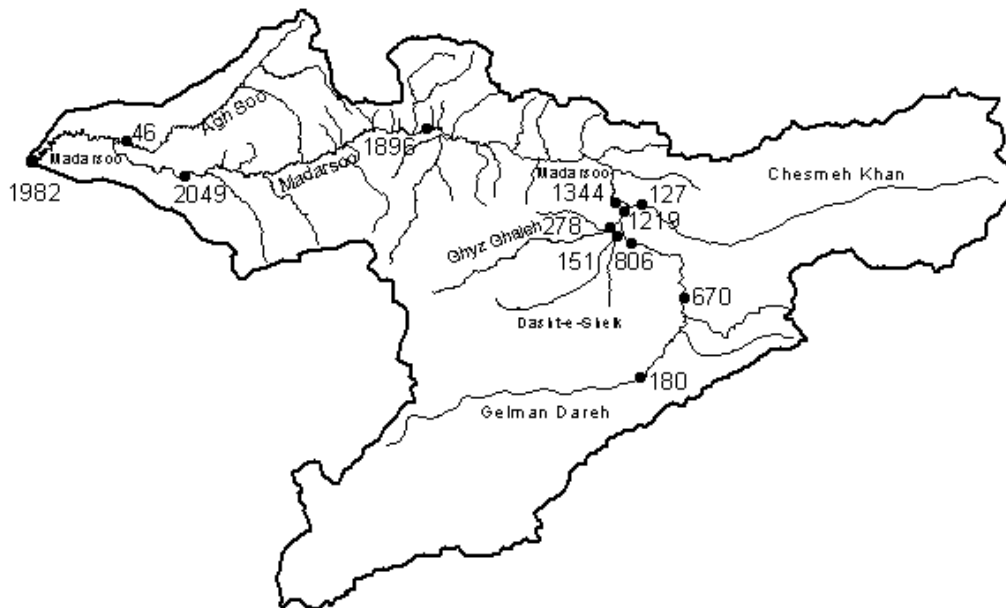 46
Agh Soo
1896
Madarsoo
Madarsoo
1982
2049
Madarsoo
Chesmeh Khan
1344
127
278
1219
Ghyz Ghaleh
151
806
670
Dasht-e-Sheik
180
Gelman Dareh